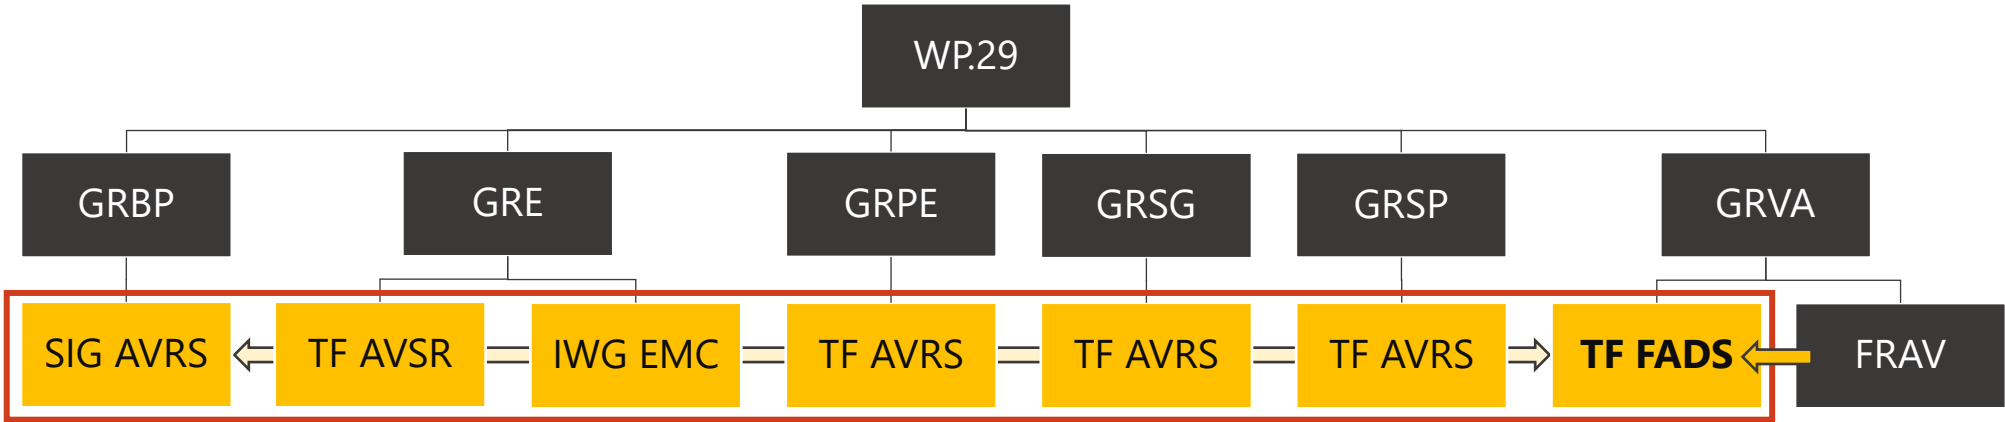 WP.29
GRBP
GRE
GRPE
GRSG
GRSP
GRVA
SIG AVRS
TF AVSR
IWG EMC
TF AVRS
TF AVRS
TF AVRS
TF FADS
FRAV